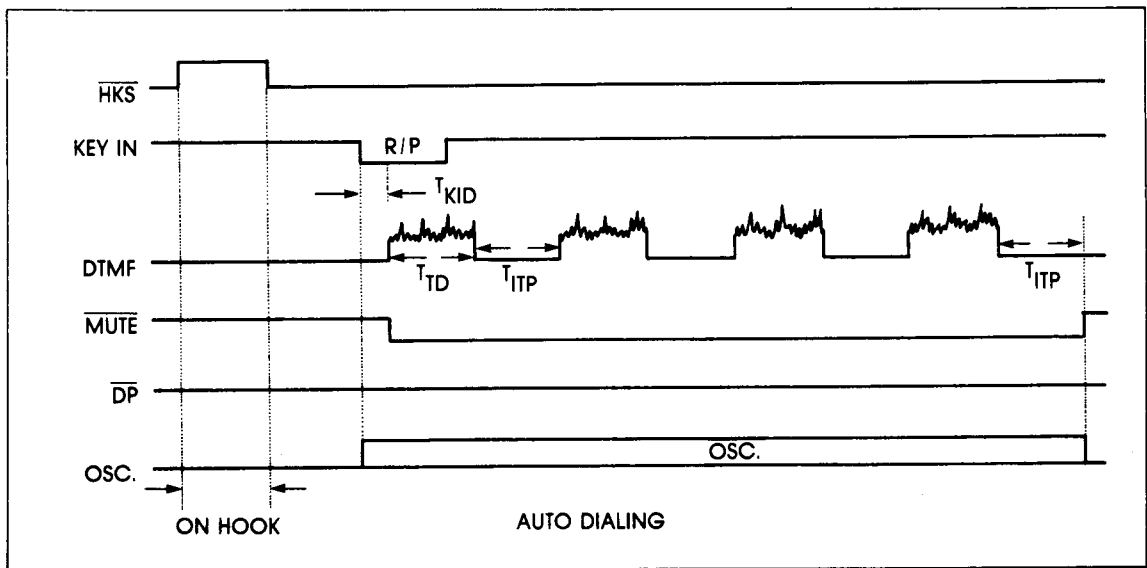 HKS
KEY IN
R/P
TKID
DTMF
TTD
TITP
TITP
MUTE
DP
OSC.
OSC.
ON HOOK
AUTO DIALING